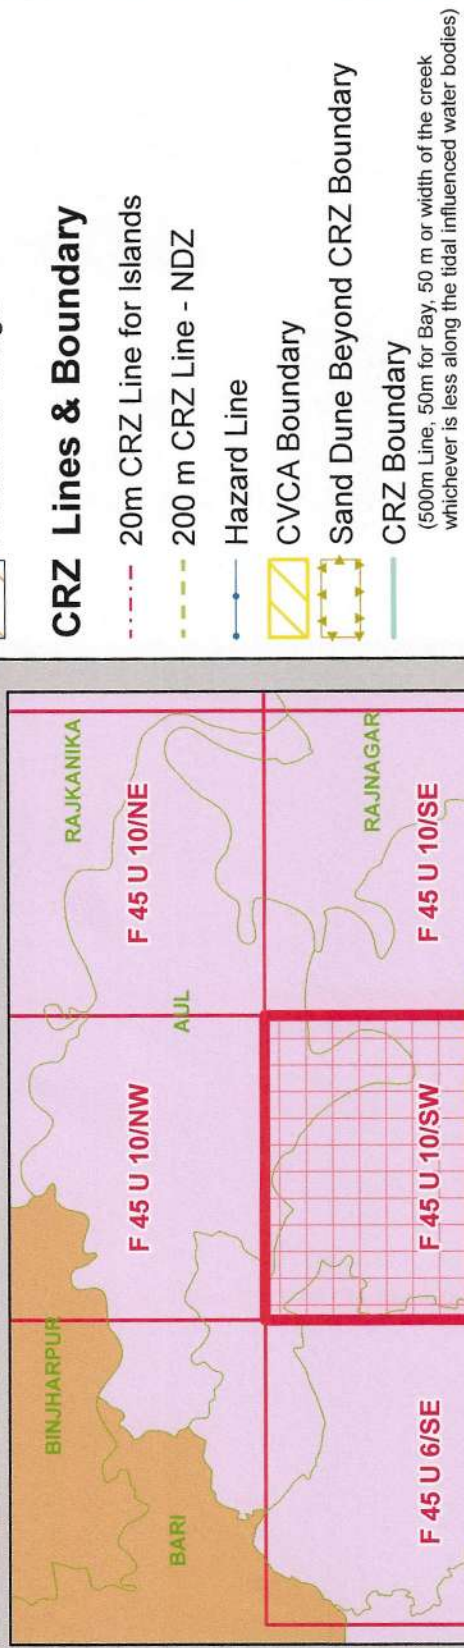 CRZ Lines & Boundary
20m CRZ Line for Islands
200 m CRZ Line - NDZ
Hazard Line
CVCA Boundary
Sand Dune Beyond CRZ Boundary
CRZ Boundary
(500m Line, 50m for Bay, 50 m or width of the creek
whichever is less along the tidal influenced water bodies)
BINJHARPUR
RAJKANIKA
F 45 U 10/NW
F 45 U 10/NE
BARI
AUL
RAJNAGAR
F 45 U 6/SE
F 45 U 10/SW
F 45 U 10/SE